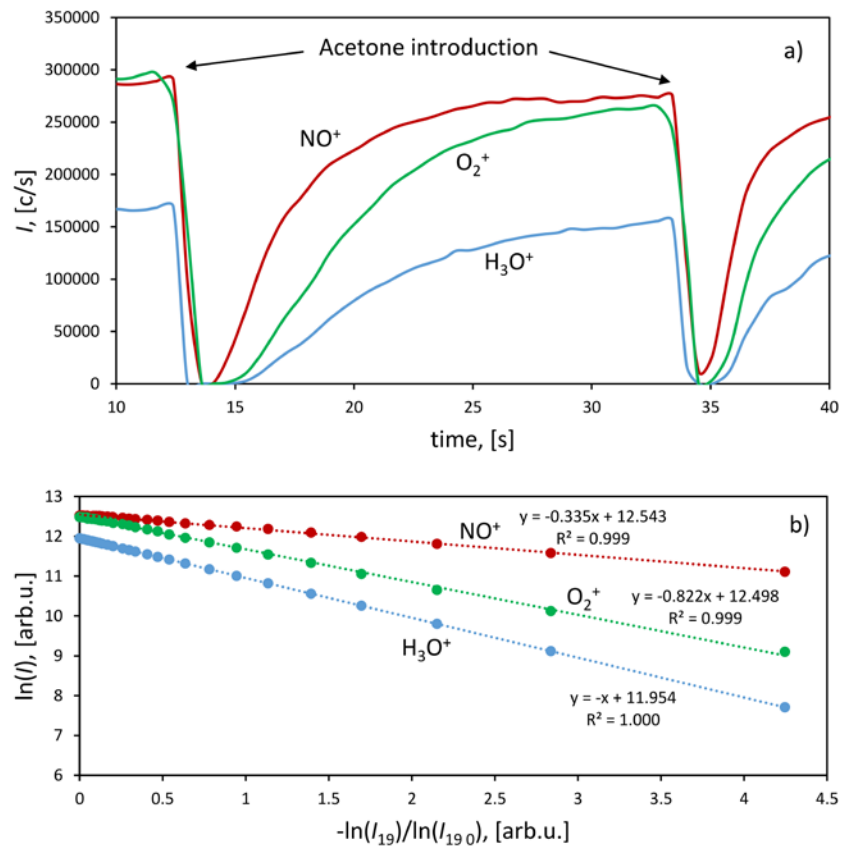 350000
300000
250000
200000
150000
100000
50000
0
I, [c/s]
Acetone introduction
a)
NO⁺
O₂⁺
H₃O⁺
10 15 20 25 30 35 40
time, [s]
13
12
11
10
9
8
7
6
ln(I), [arb.u.]
b)
NO⁺
y = -0.335x + 12.543
R² = 0.999
O₂⁺
y = -0.822x + 12.498
R² = 0.999
H₃O⁺
y = -x + 11.954
R² = 1.000
0 0.5 1 1.5 2 2.5 3 3.5 4 4.5
-ln(I₁₉)/ln(I₁₉ ₀), [arb.u.]